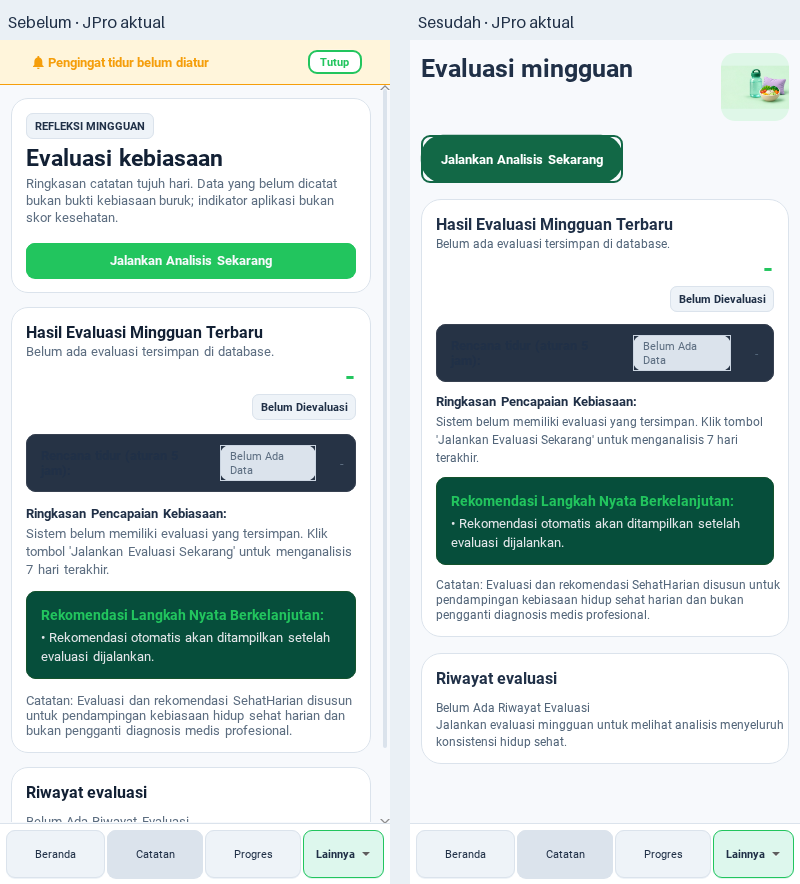 Sebelum · JPro aktual
Pengingat tidur belum diatur
Tutup
REFLEKSI MINGGUAN
Evaluasi kebiasaan
Ringkasan catatan tujuh hari. Data yang belum dicatat
bukan bukti kebiasaan buruk; indikator aplikasi bukan
skor kesehatan.
Jalankan Analisis Sekarang
Hasil Evaluasi Mingguan Terbaru
Belum ada evaluasi tersimpan di database.
-
Belum Dievaluasi
Belum Ada
Data
-
Ringkasan Pencapaian Kebiasaan:
Sistem belum memiliki evaluasi yang tersimpan. Klik
tombol 'Jalankan Evaluasi Sekarang' untuk menganalisis
7 hari terakhir.
Rekomendasi Langkah Nyata Berkelanjutan:
• Rekomendasi otomatis akan ditampilkan setelah
evaluasi dijalankan.
Catatan: Evaluasi dan rekomendasi SehatHarian disusun
untuk pendampingan kebiasaan hidup sehat harian dan
bukan pengganti diagnosis medis profesional.
Riwayat evaluasi
Belum Ada Riwayat Evaluasi
Beranda
Catatan
Progres
Lainnya
Sesudah · JPro aktual
Evaluasi mingguan
Jalankan Analisis Sekarang
Hasil Evaluasi Mingguan Terbaru
Belum ada evaluasi tersimpan di database.
-
Belum Dievaluasi
Belum Ada
Data
-
Ringkasan Pencapaian Kebiasaan:
Sistem belum memiliki evaluasi yang tersimpan. Klik tombol
'Jalankan Evaluasi Sekarang' untuk menganalisis 7 hari
terakhir.
Rekomendasi Langkah Nyata Berkelanjutan:
• Rekomendasi otomatis akan ditampilkan setelah
evaluasi dijalankan.
Catatan: Evaluasi dan rekomendasi SehatHarian disusun untuk
pendampingan kebiasaan hidup sehat harian dan bukan
pengganti diagnosis medis profesional.
Riwayat evaluasi
Belum Ada Riwayat Evaluasi
Jalankan evaluasi mingguan untuk melihat analisis menyeluruh
konsistensi hidup sehat.
Beranda
Catatan
Progres
Lainnya